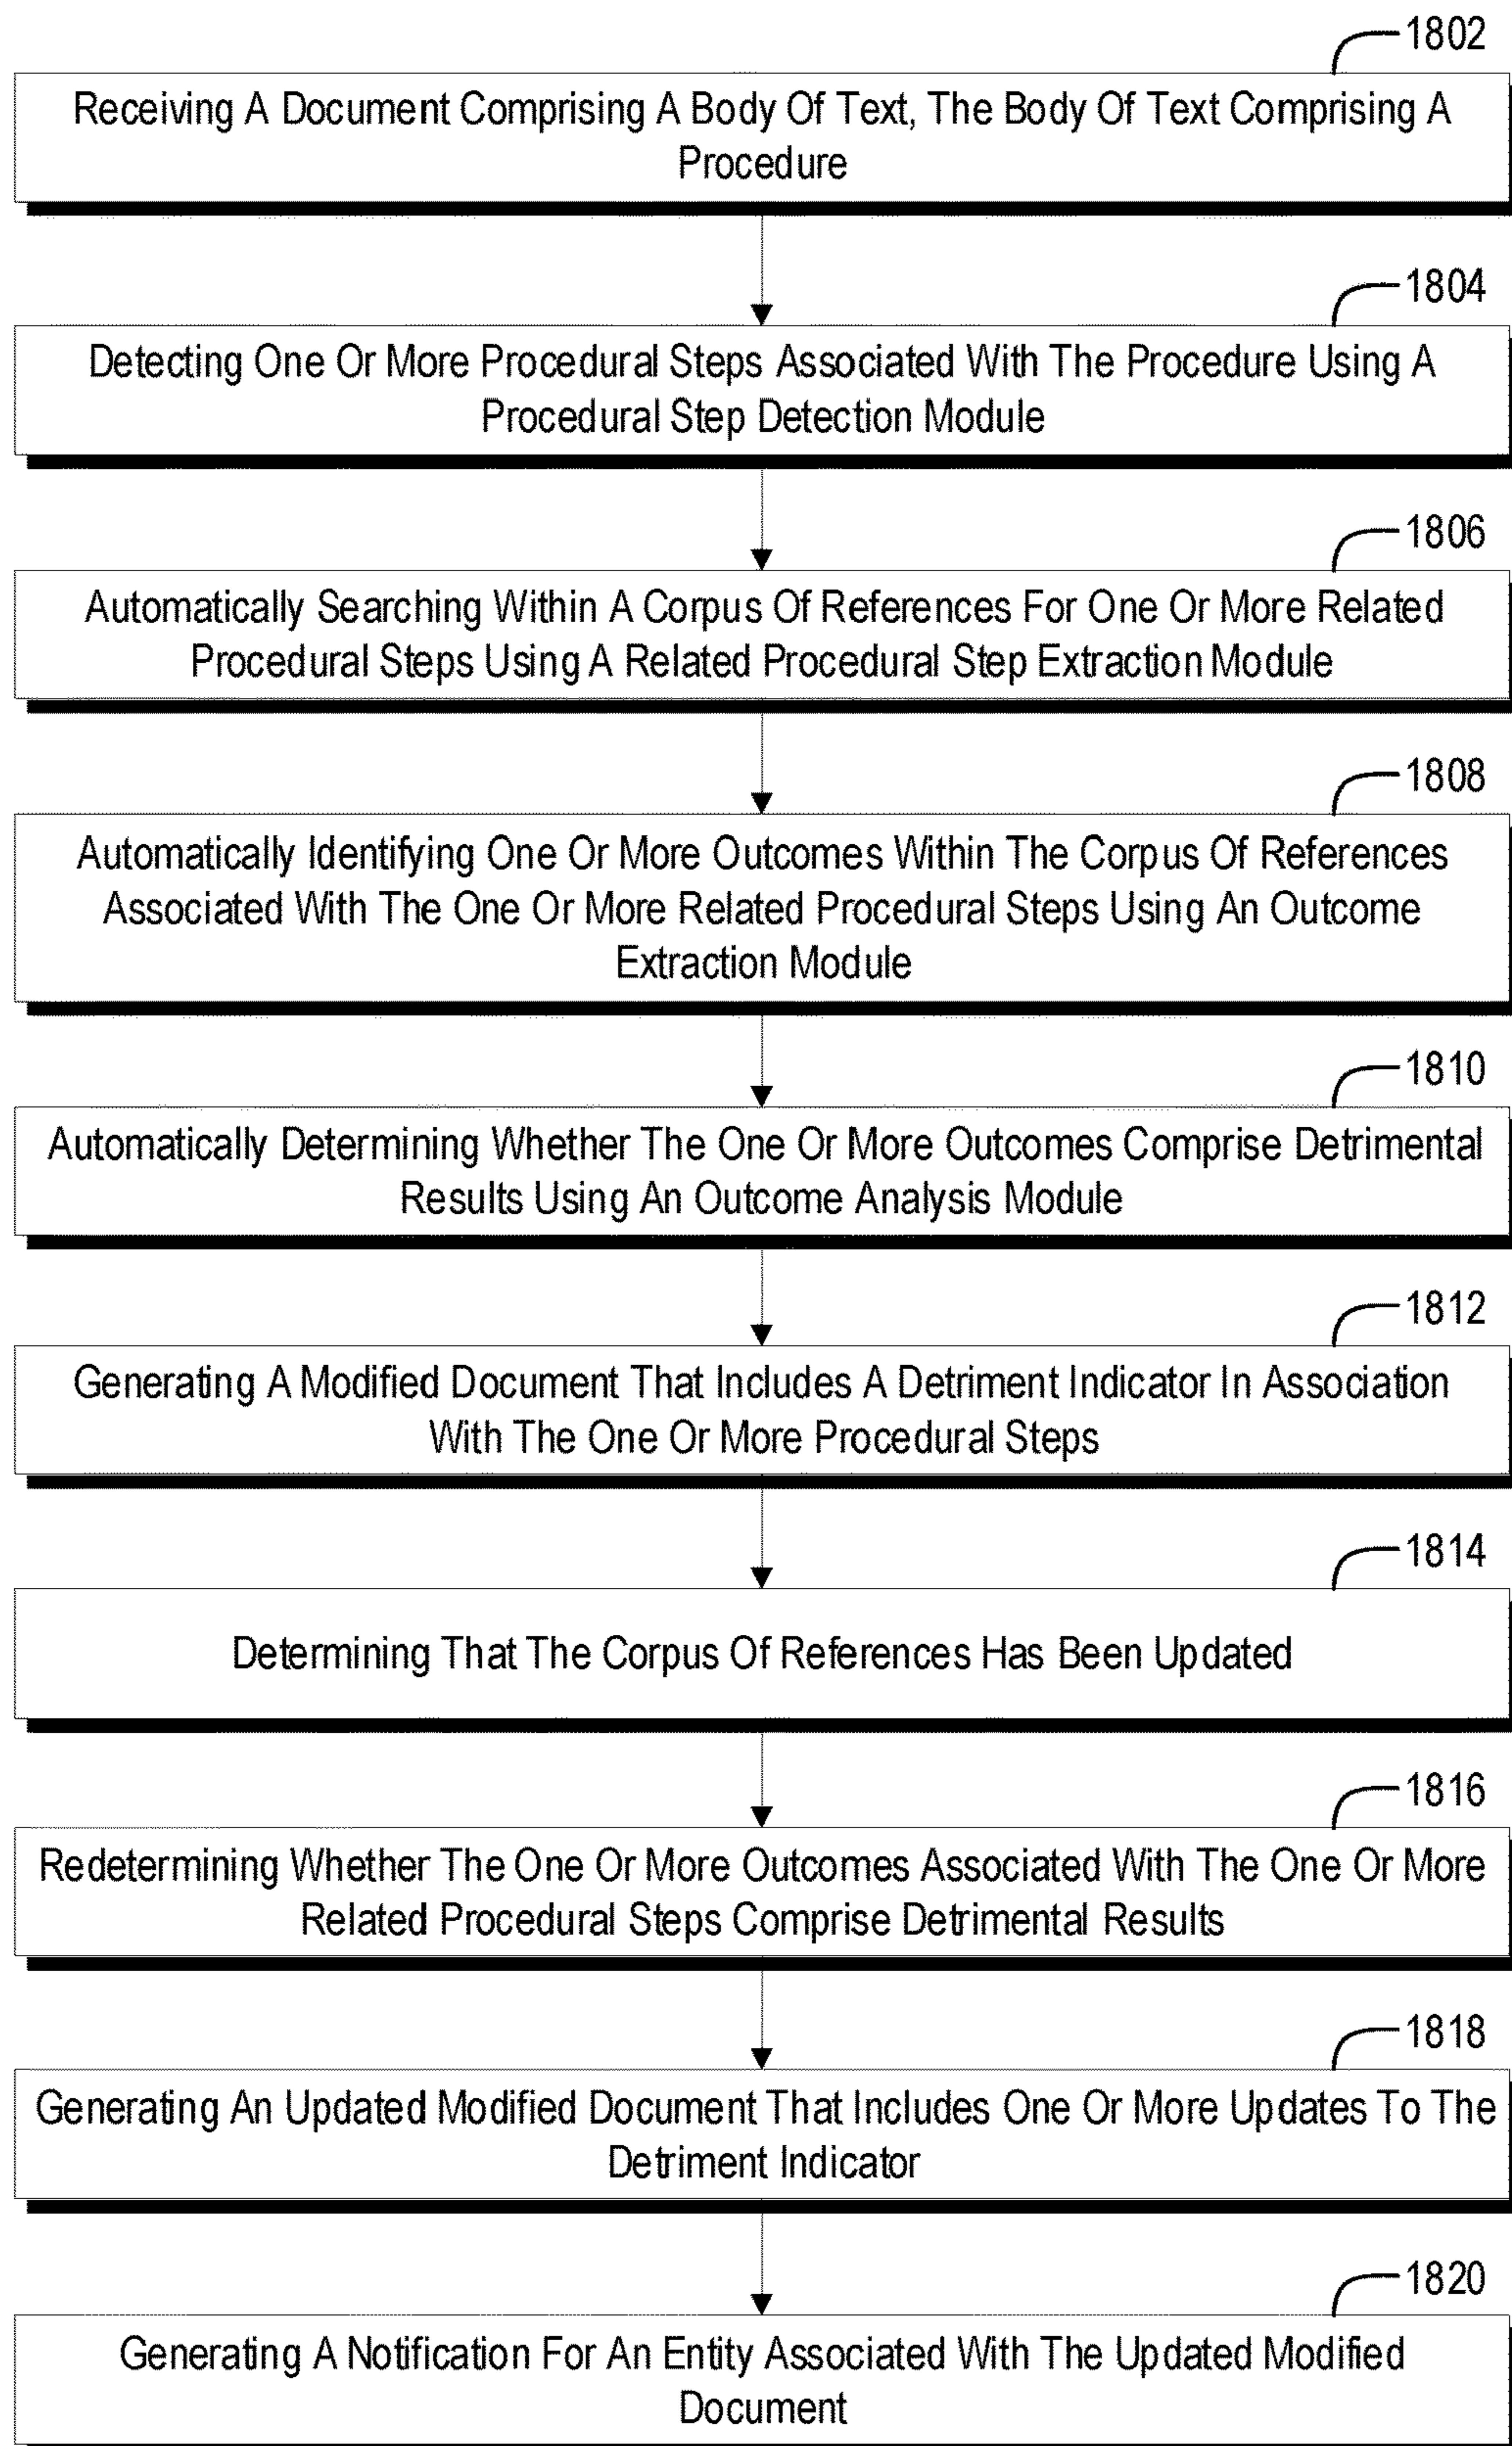 1802
Receiving A Document Comprising A Body Of Text, The Body Of Text Comprising A
Procedure
1804
Detecting One Or More Procedural Steps Associated With The Procedure Using A
Procedural Step Detection Module
1806
Automatically Searching Within A Corpus Of References For One Or More Related
Procedural Steps Using A Related Procedural Step Extraction Module
1808
Automatically Identifying One Or More Outcomes Within The Corpus Of References
Associated With The One Or More Related Procedural Steps Using An Outcome
Extraction Module
1810
Automatically Determining Whether The One Or More Outcomes Comprise Detrimental
Results Using An Outcome Analysis Module
1812
Generating A Modified Document That Includes A Detriment Indicator In Association
With The One Or More Procedural Steps
1814
Determining That The Corpus Of References Has Been Updated
1816
Redetermining Whether The One Or More Outcomes Associated With The One Or More
Related Procedural Steps Comprise Detrimental Results
1818
Generating An Updated Modified Document That Includes One Or More Updates To The
Detriment Indicator
1820
Generating A Notification For An Entity Associated With The Updated Modified
Document